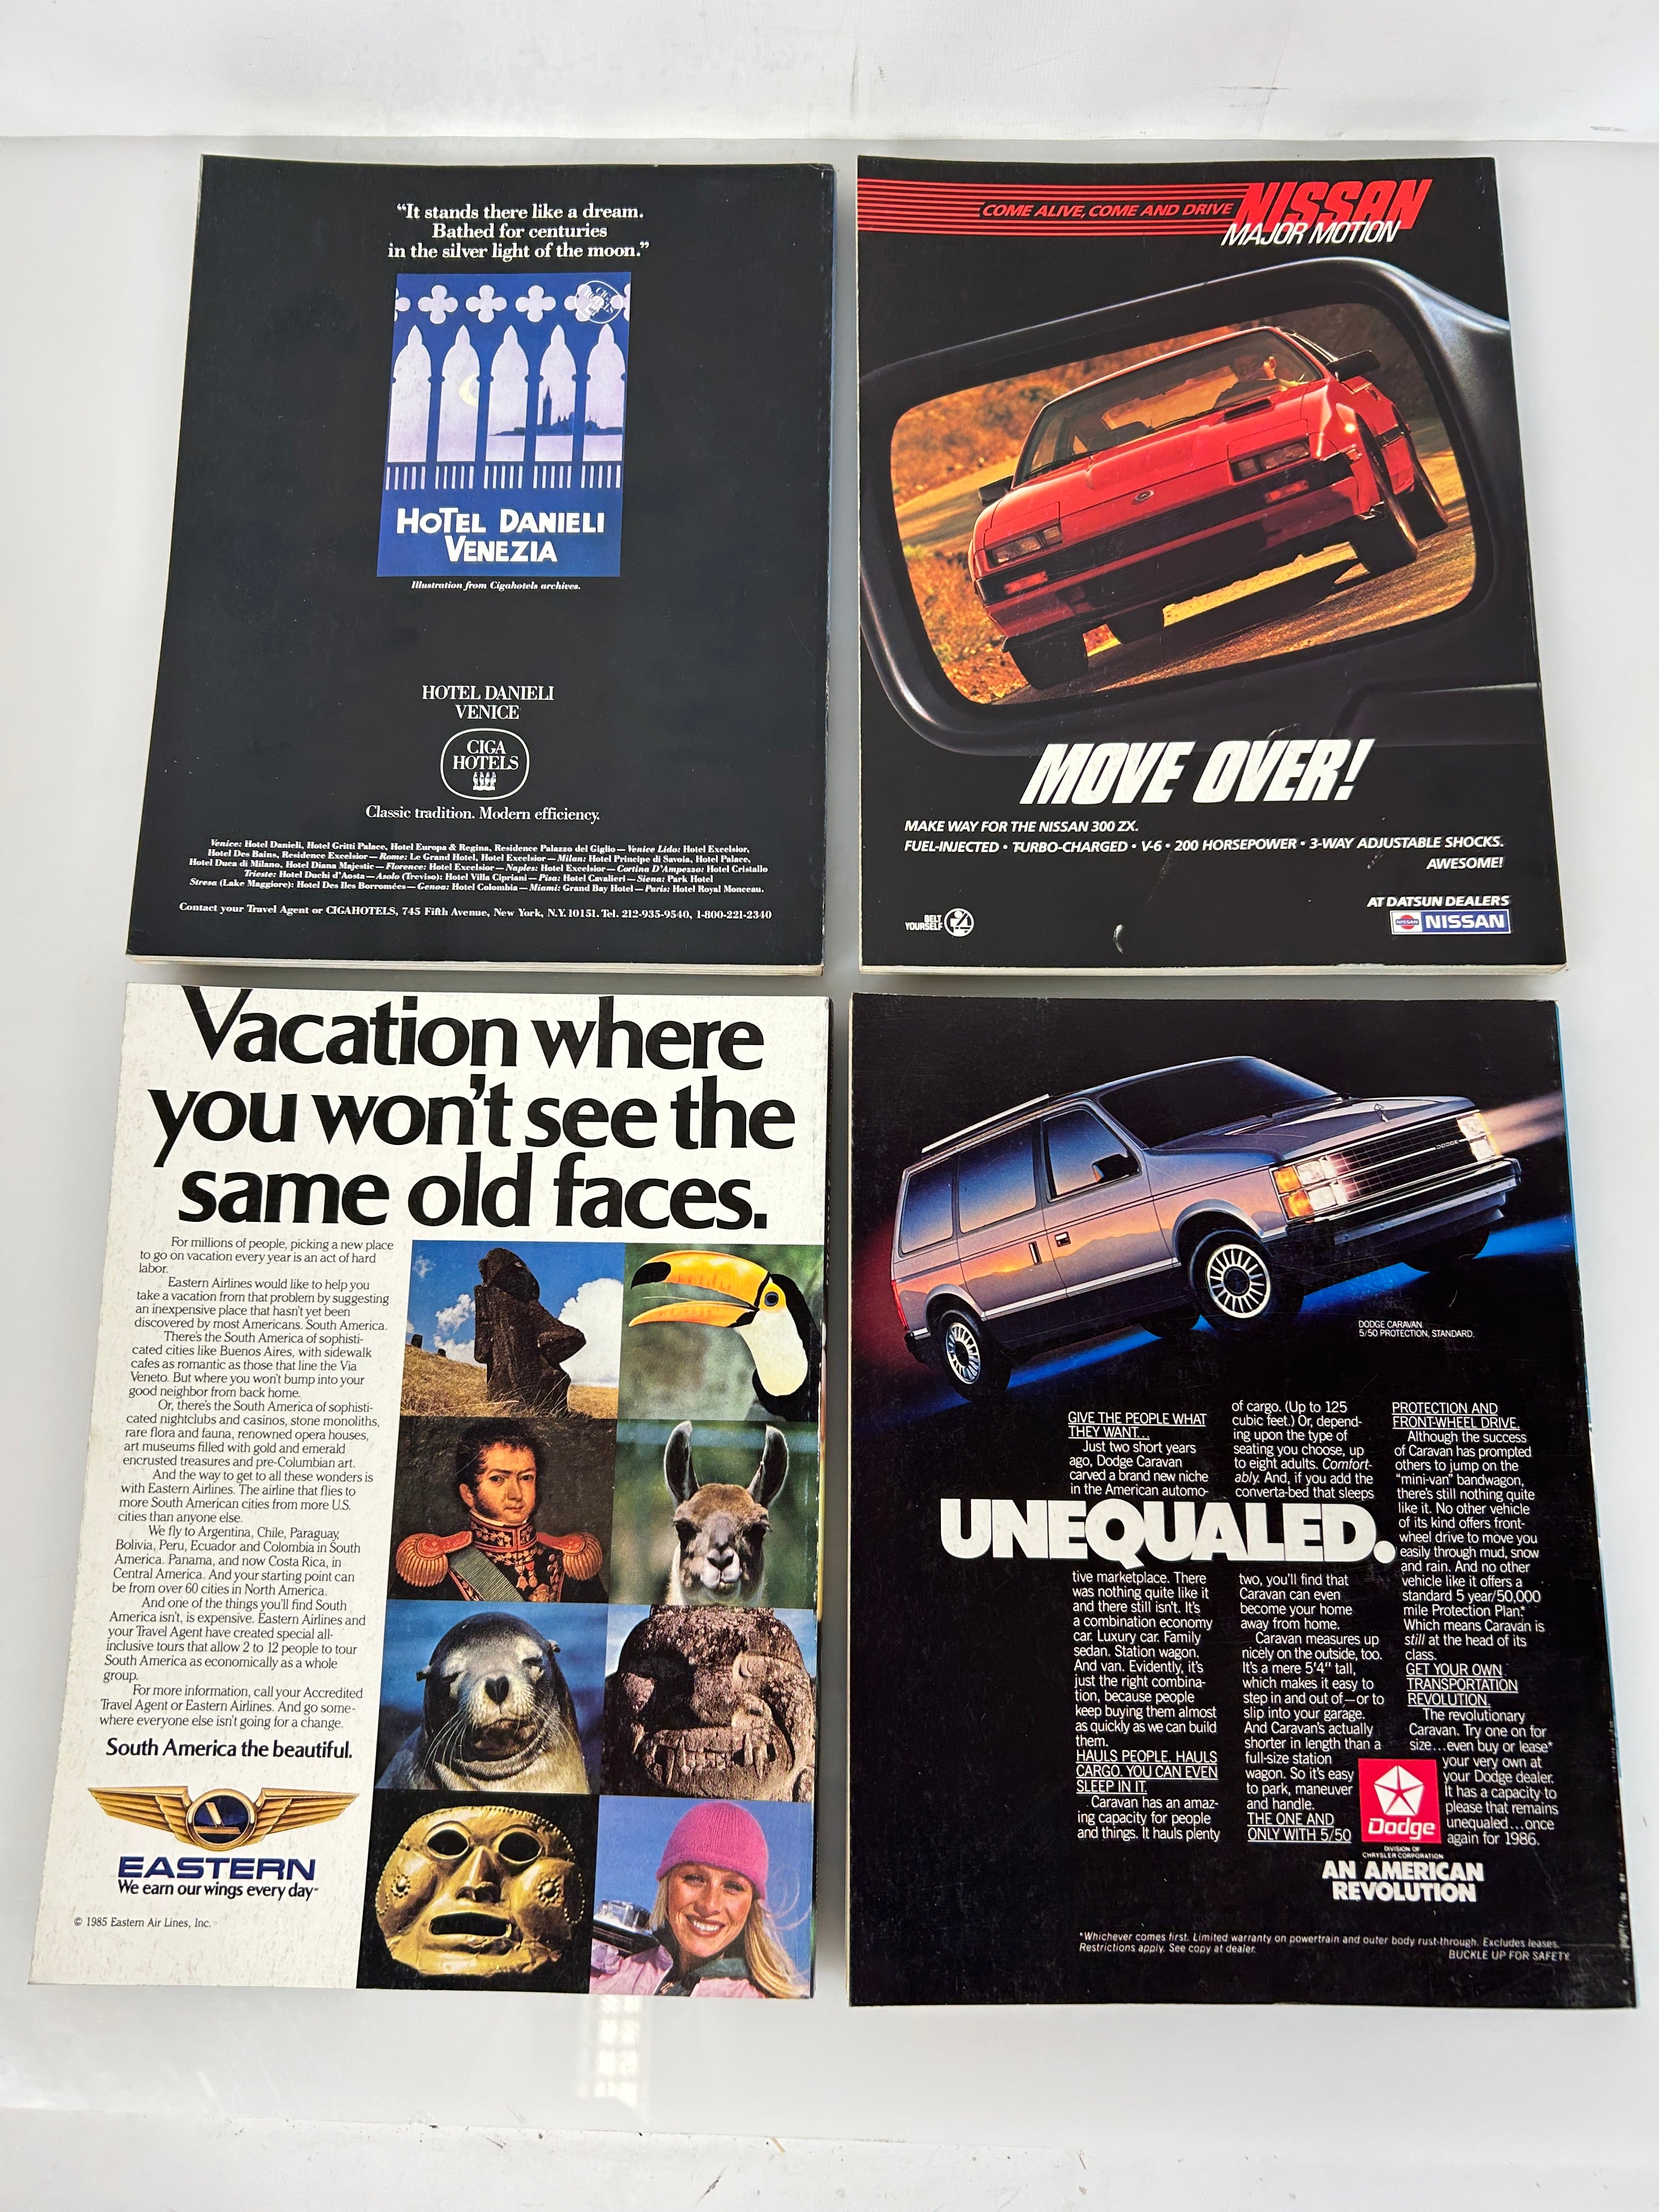 “It stands there like a dream.
Bathed for centuries
in the silver light of the moon.”
CIGA HOTELS
HOTEL DANIELI
VENEZIA
Illustration from Cigahotels archives.
HOTEL DANIELI
VENICE
CIGA
HOTELS
Classic tradition. Modern efficiency.
Venice: Hotel Danieli, Hotel Gritti Palace, Hotel Europa & Regina, Residence Palazzo del Giglio — Venice Lido: Hotel Excelsior,
Hotel Des Bains, Residence Excelsior — Rome: Le Grand Hotel, Hotel Excelsior — Milan: Hotel Principe di Savoia, Hotel Palace,
Hotel Duca di Milano, Hotel Diana Majestic — Florence: Hotel Excelsior — Naples: Hotel Excelsior — Cortina D'Ampezzo: Hotel Cristallo
Trieste: Hotel Duchi d'Aosta — Asolo (Treviso): Hotel Villa Cipriani — Pisa: Hotel Cavalieri — Siena: Park Hotel
Stresa (Lake Maggiore): Hotel Des Iles Borromées — Genoa: Hotel Colombia — Miami: Grand Bay Hotel — Paris: Hotel Royal Monceau.
Contact your Travel Agent or CIGAHOTELS, 745 Fifth Avenue, New York, N.Y. 10151. Tel. 212-935-9540, 1-800-221-2340
COME ALIVE, COME AND DRIVE NISSAN
MAJOR MOTION
MOVE OVER!
MAKE WAY FOR THE NISSAN 300 ZX.
FUEL-INJECTED • TURBO-CHARGED • V-6 • 200 HORSEPOWER • 3-WAY ADJUSTABLE SHOCKS.
AWESOME!
AT DATSUN DEALERS
BELT
YOURSELF
NISSAN NISSAN
Vacation where
you won't see the
same old faces.
For millions of people, picking a new place
to go on vacation every year is an act of hard
labor.
Eastern Airlines would like to help you
take a vacation from that problem by suggesting
an inexpensive place that hasn't yet been
discovered by most Americans. South America.
There's the South America of sophisti-
cated cities like Buenos Aires, with sidewalk
cafes as romantic as those that line the Via
Veneto. But where you won't bump into your
good neighbor from back home.
Or, there's the South America of sophisti-
cated nightclubs and casinos, stone monoliths,
rare flora and fauna, renowned opera houses,
art museums filled with gold and emerald
encrusted treasures and pre-Columbian art.
And the way to get to all these wonders is
with Eastern Airlines. The airline that flies to
more South American cities from more U.S.
cities than anyone else.
We fly to Argentina, Chile, Paraguay,
Bolivia, Peru, Ecuador and Colombia in South
America. Panama, and now Costa Rica, in
Central America. And your starting point can
be from over 60 cities in North America.
And one of the things you'll find South
America isn't, is expensive. Eastern Airlines and
your Travel Agent have created special all-
inclusive tours that allow 2 to 12 people to tour
South America as economically as a whole
group.
For more information, call your Accredited
Travel Agent or Eastern Airlines. And go some-
where everyone else isn't going for a change.
South America the beautiful.
EASTERN
We earn our wings every day℠
© 1985 Eastern Air Lines, Inc.
DODGE
DODGE CARAVAN
5/50 PROTECTION, STANDARD.
UNEQUALED.
GIVE THE PEOPLE WHAT
THEY WANT...
Just two short years
ago, Dodge Caravan
carved a brand new niche
in the American automo-
tive marketplace. There
was nothing quite like it
and there still isn't. It's
a combination economy
car. Luxury car. Family
sedan. Station wagon.
And van. Evidently, it's
just the right combina-
tion, because people
keep buying them almost
as quickly as we can build
them.
HAULS PEOPLE. HAULS
CARGO. YOU CAN EVEN
SLEEP IN IT.
Caravan has an amaz-
ing capacity for people
and things. It hauls plenty
of cargo. (Up to 125
cubic feet.) Or, depend-
ing upon the type of
seating you choose, up
to eight adults. Comfort-
ably. And, if you add the
converta-bed that sleeps
two, you'll find that
Caravan can even
become your home
away from home.
Caravan measures up
nicely on the outside, too.
It's a mere 5'4" tall,
which makes it easy to
step in and out of—or to
slip into your garage.
And Caravan's actually
shorter in length than a
full-size station
wagon. So it's easy
to park, maneuver
and handle.
THE ONE AND
ONLY WITH 5/50
PROTECTION AND
FRONT-WHEEL DRIVE.
Although the success
of Caravan has prompted
others to jump on the
“mini-van” bandwagon,
there's still nothing quite
like it. No other vehicle
of its kind offers front-
wheel drive to move you
easily through mud, snow
and rain. And no other
vehicle like it offers a
standard 5 year/50,000
mile Protection Plan.*
Which means Caravan is
still at the head of its
class.
GET YOUR OWN
TRANSPORTATION
REVOLUTION.
The revolutionary
Caravan. Try one on for
size...even buy or lease*
your very own at
your Dodge dealer.
It has a capacity to
please that remains
unequaled...once
again for 1986.
Dodge
DIVISION OF
CHRYSLER CORPORATION
AN AMERICAN
REVOLUTION
*Whichever comes first. Limited warranty on powertrain and outer body rust-through. Excludes leases.
Restrictions apply. See copy at dealer.
BUCKLE UP FOR SAFETY.